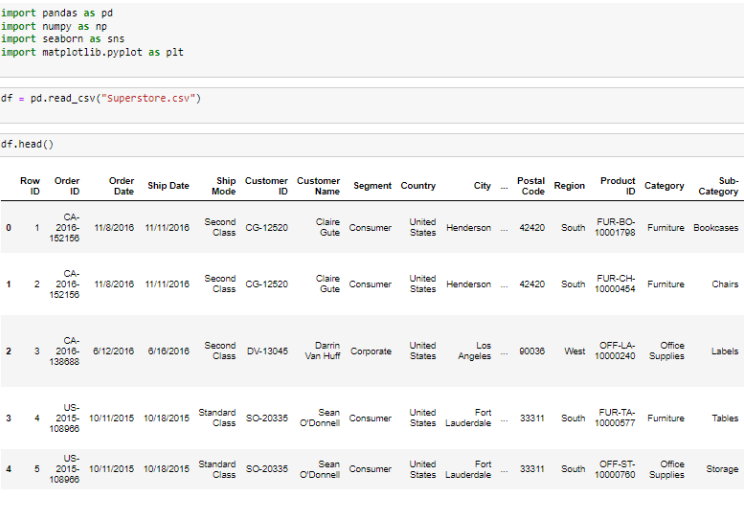 import pandas as pd
import numpy as np
import seaborn as sns
import matplotlib.pyplot as plt
df = pd.read_csv("Superstore.csv")
df.head()
Row ID Order ID Order Date Ship Date Ship Mode Customer ID Customer Name Segment Country City ... Postal Code Region Product ID Category Sub-Category
0 1 CA-2016-152156 11/8/2016 11/11/2016 Second Class CG-12520 Claire Gute Consumer United States Henderson ... 42420 South FUR-BO-10001798 Furniture Bookcases
1 2 CA-2016-152156 11/8/2016 11/11/2016 Second Class CG-12520 Claire Gute Consumer United States Henderson ... 42420 South FUR-CH-10000454 Furniture Chairs
2 3 CA-2016-138688 6/12/2016 6/16/2016 Second Class DV-13045 Darrin Van Huff Corporate United States Los Angeles ... 90036 West OFF-LA-10000240 Office Supplies Labels
3 4 US-2015-108966 10/11/2015 10/18/2015 Standard Class SO-20335 Sean O'Donnell Consumer United States Fort Lauderdale ... 33311 South FUR-TA-10000577 Furniture Tables
4 5 US-2015-108966 10/11/2015 10/18/2015 Standard Class SO-20335 Sean O'Donnell Consumer United States Fort Lauderdale ... 33311 South OFF-ST-10000760 Office Supplies Storage